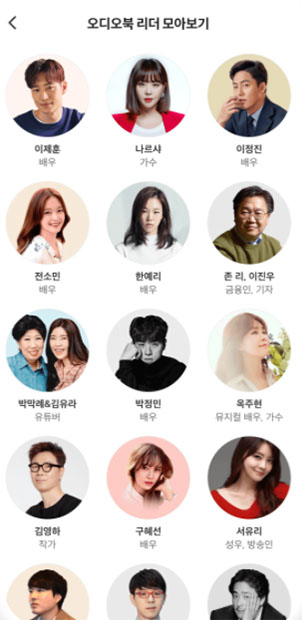 오디오북 리더 모아보기
이제훈 나르샤 이정진
배우 가수 배우
전소민 한예리 존 리, 이진우
배우 배우 금융인, 기자
박막례&김유라 박정민 옥주현
유튜버 배우 뮤지컬 배우, 가수
김영하 구혜선 서유리
작가 배우 성우, 방송인